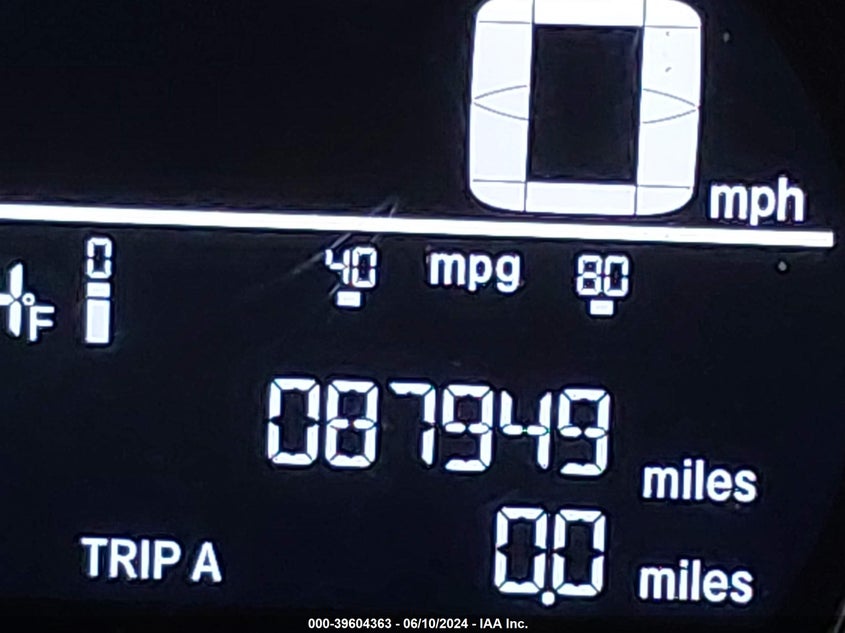 0 mph
0 40 mpg 80
°F
087949 miles
TRIP A 0.0 miles
000-39604363 - 06/10/2024 - IAA Inc.